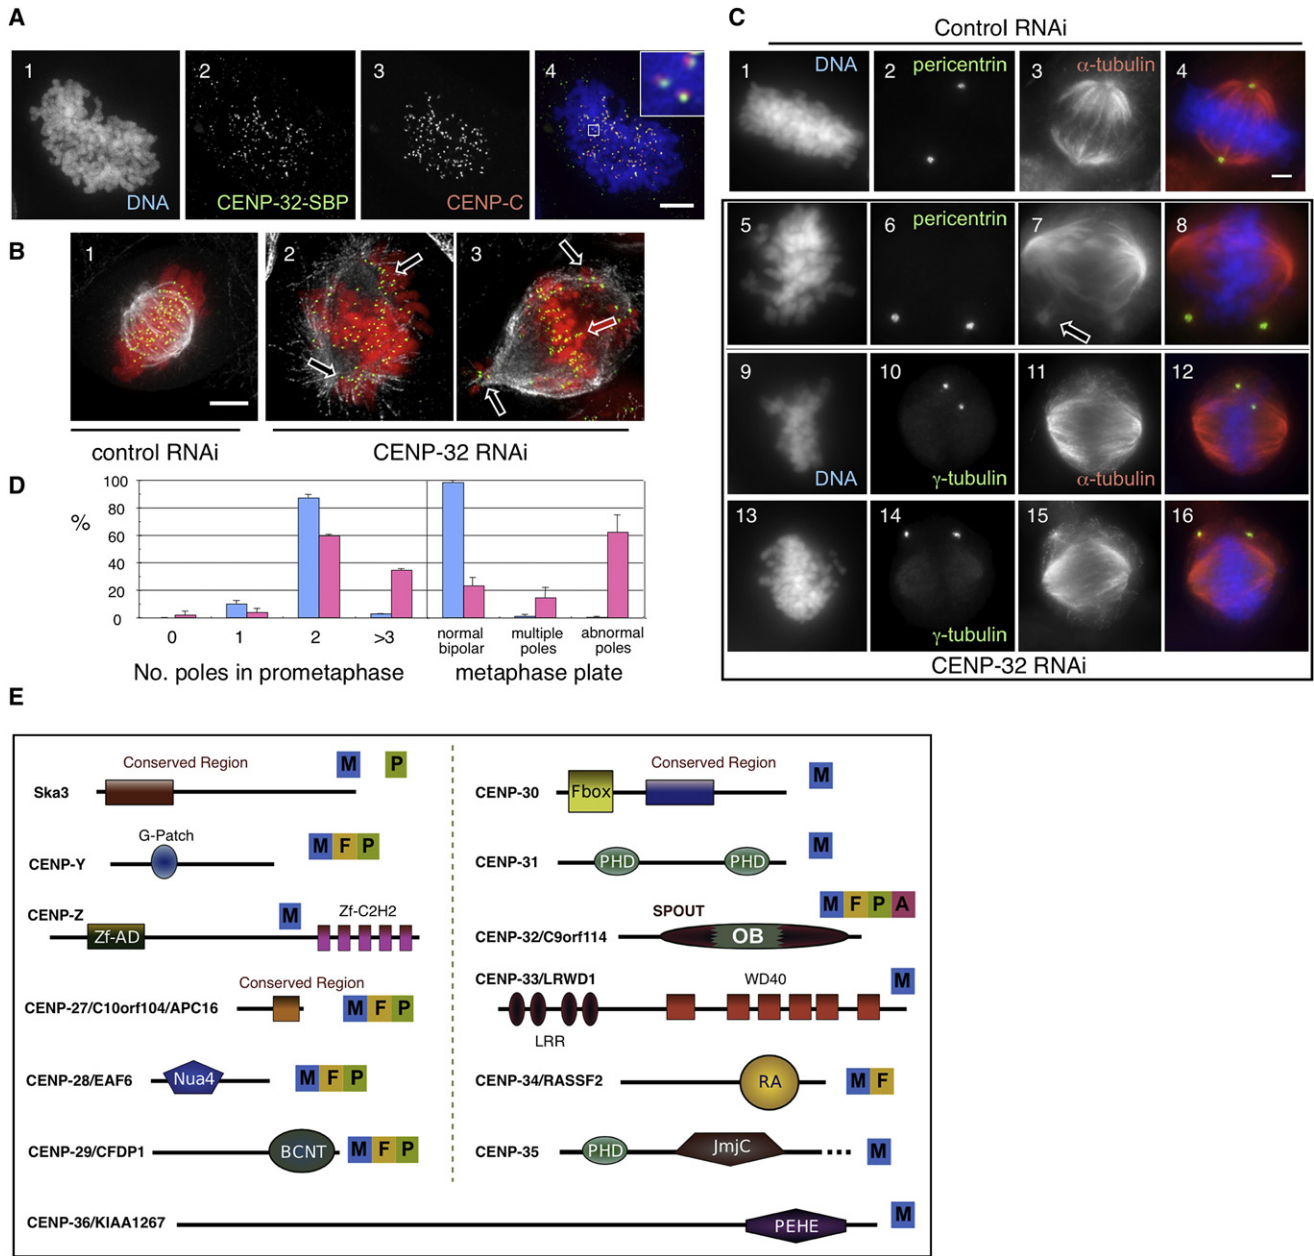 A
1
2
3
4
DNA
CENP-32-SBP
CENP-C
B
1
2
3
control RNAi
CENP-32 RNAi
C
Control RNAi
1
DNA
2
pericentrin
3
α-tubulin
4
5
6
pericentrin
7
8
9
DNA
10
γ-tubulin
11
α-tubulin
12
13
14
γ-tubulin
15
16
CENP-32 RNAi
D
%
100
80
60
40
20
0
0 1 2 >3
normal bipolar
multiple poles
abnormal poles
No. poles in prometaphase
metaphase plate
E
Ska3
Conserved Region
M P
CENP-Y
G-Patch
M F P
CENP-Z
Zf-AD
M
Zf-C2H2
CENP-27/C10orf104/APC16
Conserved Region
M F P
CENP-28/EAF6
Nua4
M F P
CENP-29/CFDP1
BCNT
M F P
CENP-30
Fbox
Conserved Region
M
CENP-31
PHD
PHD
M
CENP-32/C9orf114
SPOUT
OB
M F P A
CENP-33/LRWD1
LRR
WD40
M
CENP-34/RASSF2
RA
M F
CENP-35
PHD
JmjC
M
CENP-36/KIAA1267
PEHE
M